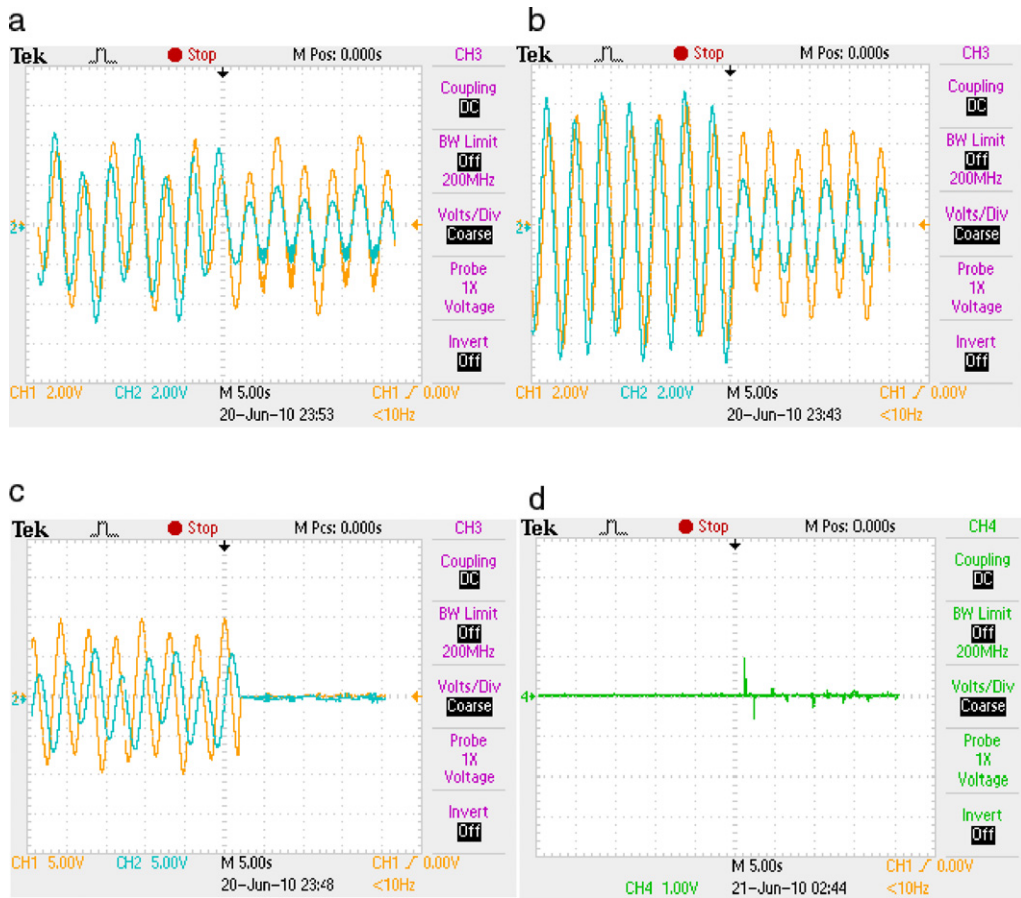 a
Tek Stop M Pos: 0.000s CH3
Coupling
DC
BW Limit
Off
200MHz
Volts/Div
Coarse
2
Probe
1X
Voltage
Invert
Off
CH1 2.00V CH2 2.00V M 5.00s CH1 0.00V
20-Jun-10 23:53 <10Hz
b
Tek Stop M Pos: 0.000s CH3
Coupling
DC
BW Limit
Off
200MHz
Volts/Div
Coarse
2
Probe
1X
Voltage
Invert
Off
CH1 2.00V CH2 2.00V M 5.00s CH1 0.00V
20-Jun-10 23:43 <10Hz
c
Tek Stop M Pcs: 0.000s CH3
Coupling
DC
BW Limit
Off
200MHz
Volts/Div
Coarse
2
Probe
1X
Voltage
Invert
Off
CH1 5.00V CH2 5.00V M 5.00s CH1 0.00V
20-Jun-10 23:48 <10Hz
d
Tek Stop M Pos: 0.000s CH4
Coupling
DC
BW Limit
Off
200MHz
Volts/Div
Coarse
4
Probe
1X
Voltage
Invert
Off
M 5.00s CH1 0.00V
CH4 1.00V 21-Jun-10 02:44 <10Hz